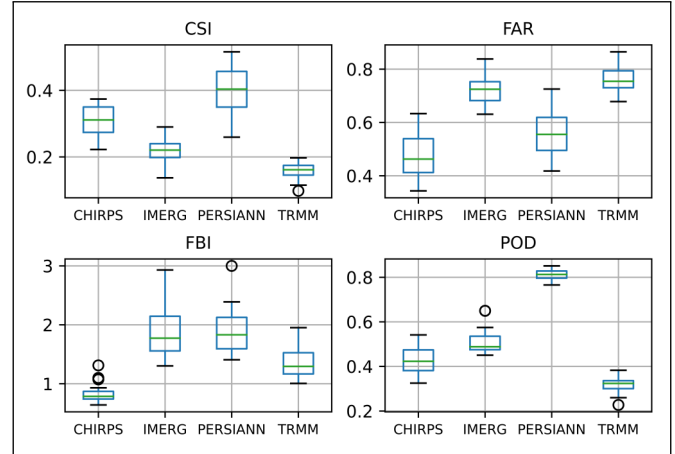 CSI
FAR
0.4
0.2
0.8
0.6
0.4
CHIRPS IMERG PERSIANN TRMM
CHIRPS IMERG PERSIANN TRMM
FBI
POD
3
2
1
0.8
0.6
0.4
0.2
CHIRPS IMERG PERSIANN TRMM
CHIRPS IMERG PERSIANN TRMM